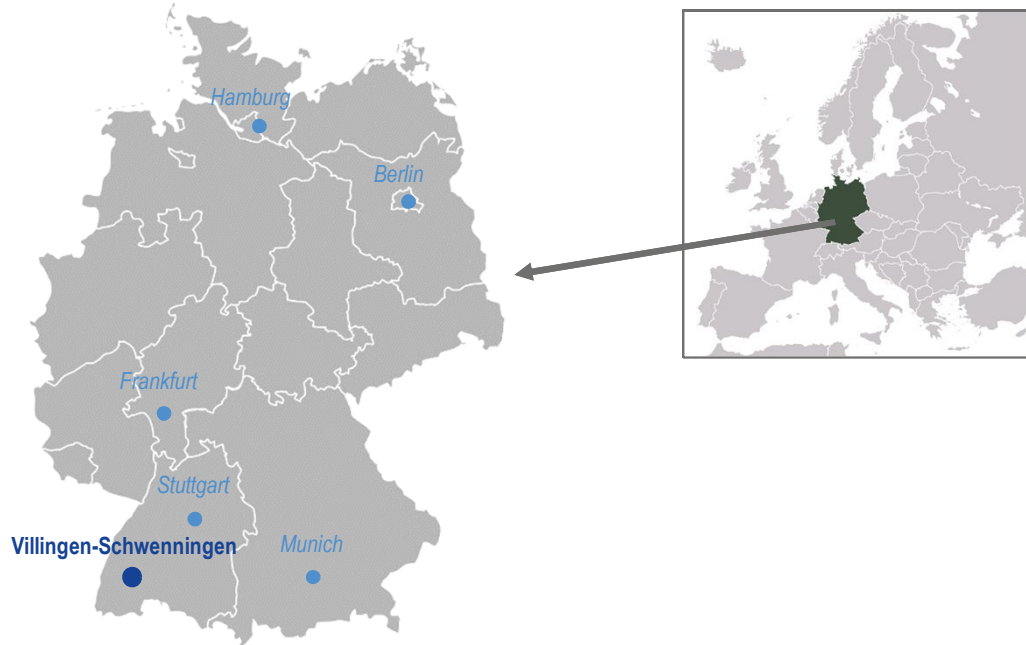 Hamburg
Berlin
Frankfurt
Stuttgart
Villingen-Schwenningen
Munich